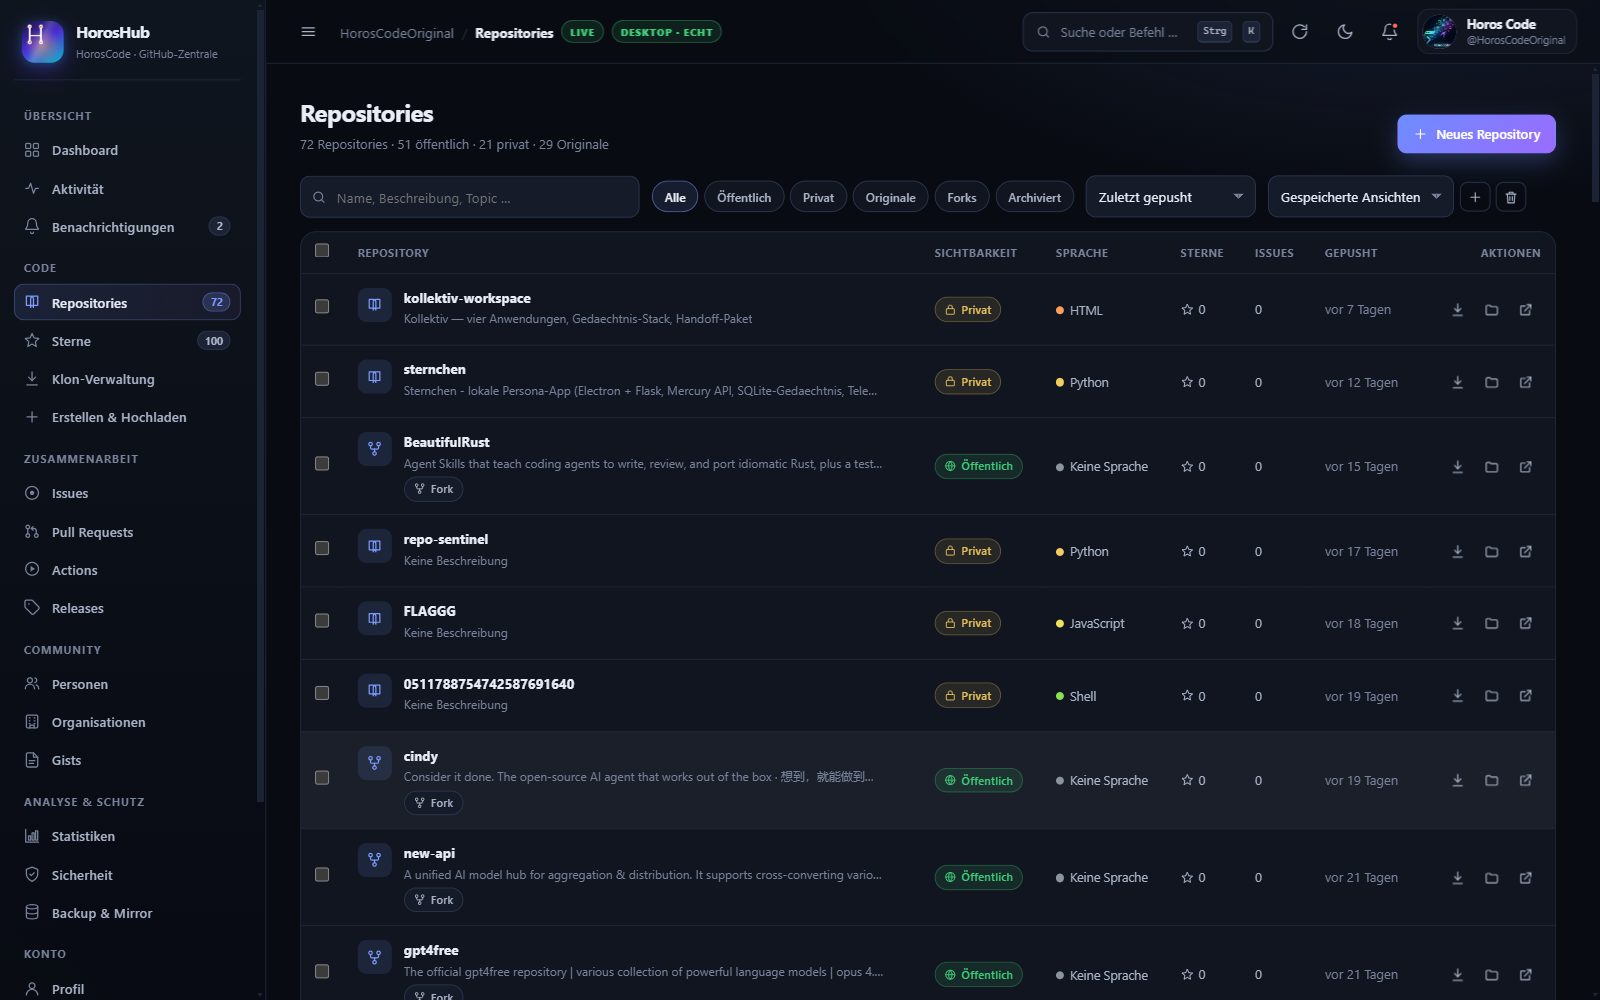 HorosHub
HorosCode · GitHub-Zentrale
ÜBERSICHT
Dashboard
Aktivität
Benachrichtigungen 2
CODE
Repositories 72
Sterne 100
Klon-Verwaltung
Erstellen & Hochladen
ZUSAMMENARBEIT
Issues
Pull Requests
Actions
Releases
COMMUNITY
Personen
Organisationen
Gists
ANALYSE & SCHUTZ
Statistiken
Sicherheit
Backup & Mirror
KONTO
Profil
HorosCodeOriginal / Repositories LIVE DESKTOP · ECHT
Suche oder Befehl ... Strg K
Horos Code
@HorosCodeOriginal
Repositories
72 Repositories · 51 öffentlich · 21 privat · 29 Originale
+ Neues Repository
Name, Beschreibung, Topic ... Alle Öffentlich Privat Originale Forks Archiviert Zuletzt gepusht Gespeicherte Ansichten +
REPOSITORY SICHTBARKEIT SPRACHE STERNE ISSUES GEPUSHT AKTIONEN
kollektiv-workspace
Kollektiv — vier Anwendungen, Gedaechtnis-Stack, Handoff-Paket
Privat HTML 0 0 vor 7 Tagen
sternchen
Sternchen - lokale Persona-App (Electron + Flask, Mercury API, SQLite-Gedaechtnis, Tele...
Privat Python 0 0 vor 12 Tagen
BeautifulRust
Agent Skills that teach coding agents to write, review, and port idiomatic Rust, plus a test...
Fork
Öffentlich Keine Sprache 0 0 vor 15 Tagen
repo-sentinel
Keine Beschreibung
Privat Python 0 0 vor 17 Tagen
FLAGGG
Keine Beschreibung
Privat JavaScript 0 0 vor 18 Tagen
0511788754742587691640
Keine Beschreibung
Privat Shell 0 0 vor 19 Tagen
cindy
Consider it done. The open-source AI agent that works out of the box · 想到，就能做到...
Fork
Öffentlich Keine Sprache 0 0 vor 19 Tagen
new-api
A unified AI model hub for aggregation & distribution. It supports cross-converting vario...
Fork
Öffentlich Keine Sprache 0 0 vor 21 Tagen
gpt4free
The official gpt4free repository | various collection of powerful language models | opus 4....
Fork
Öffentlich Keine Sprache 0 0 vor 21 Tagen